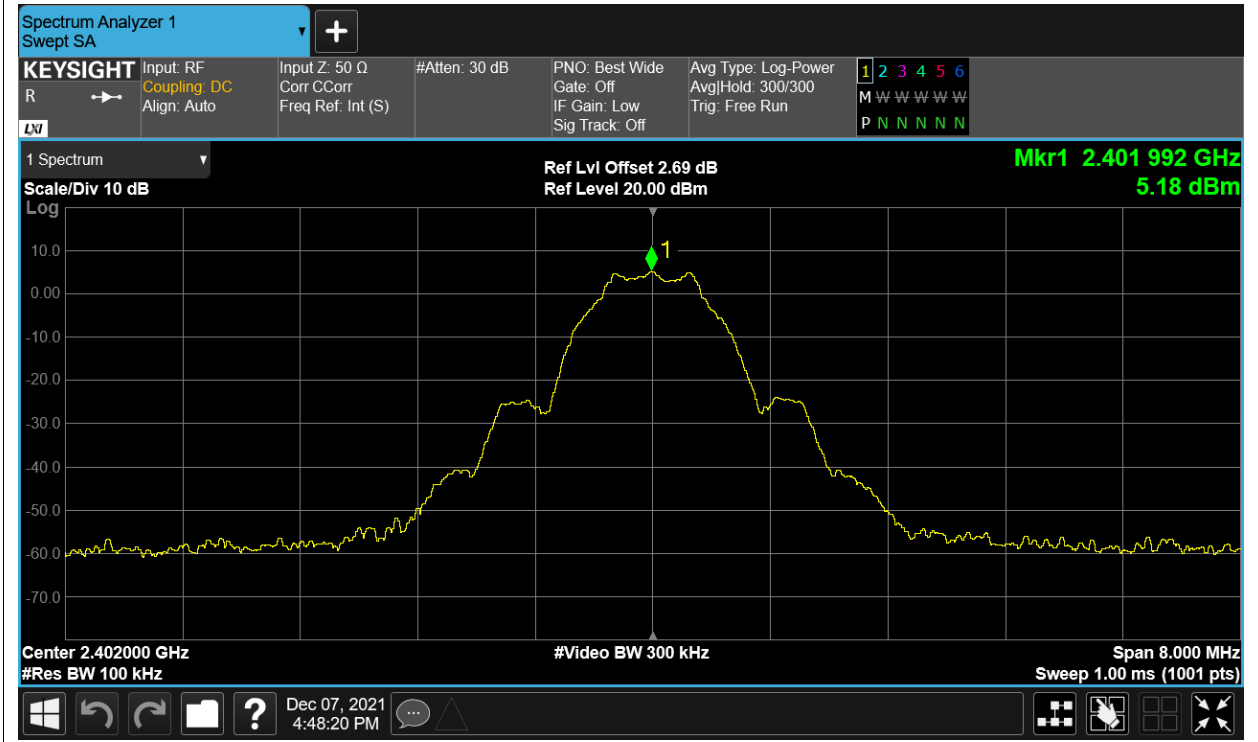 Spectrum Analyzer 1
Swept SA
KEYSIGHT
R
LXI
Input: RF
Coupling: DC
Align: Auto
Input Z: 50 Ω
Corr CCorr
Freq Ref: Int (S)
#Atten: 30 dB
PNO: Best Wide
Gate: Off
IF Gain: Low
Sig Track: Off
Avg Type: Log-Power
Avg|Hold: 300/300
Trig: Free Run
1 2 3 4 5 6
M W W W W W
P N N N N N
1 Spectrum
Scale/Div 10 dB
Log
Ref Lvl Offset 2.69 dB
Ref Level 20.00 dBm
Mkr1 2.401 992 GHz
5.18 dBm
1
10.0
0.00
-10.0
-20.0
-30.0
-40.0
-50.0
-60.0
-70.0
Center 2.402000 GHz
#Video BW 300 kHz
Span 8.000 MHz
#Res BW 100 kHz
Sweep 1.00 ms (1001 pts)
?
Dec 07, 2021
4:48:20 PM